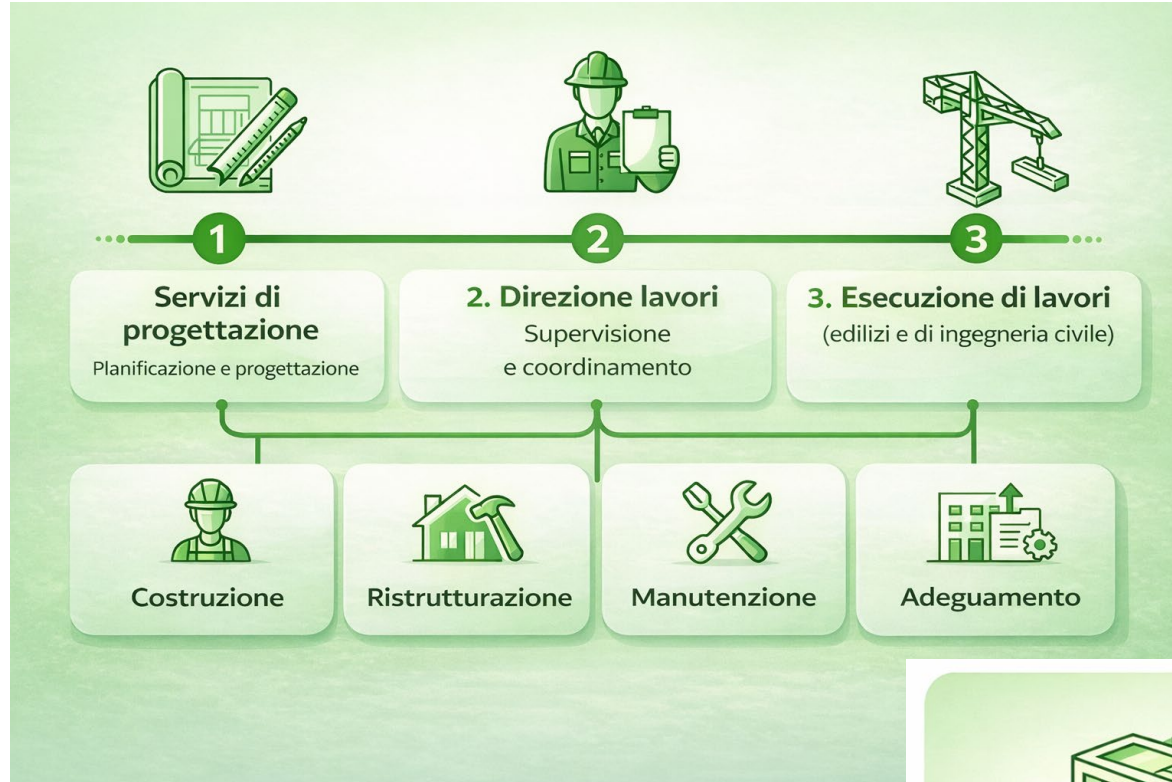 1
2
3
Servizi di
progettazione
Planificazione e progettazione
2. Direzione lavori
Supervisione
e coordinamento
3. Esecuzione di lavori
(edilizi e di ingegneria civile)
Costruzione
Ristrutturazione
Manutenzione
Adeguamento